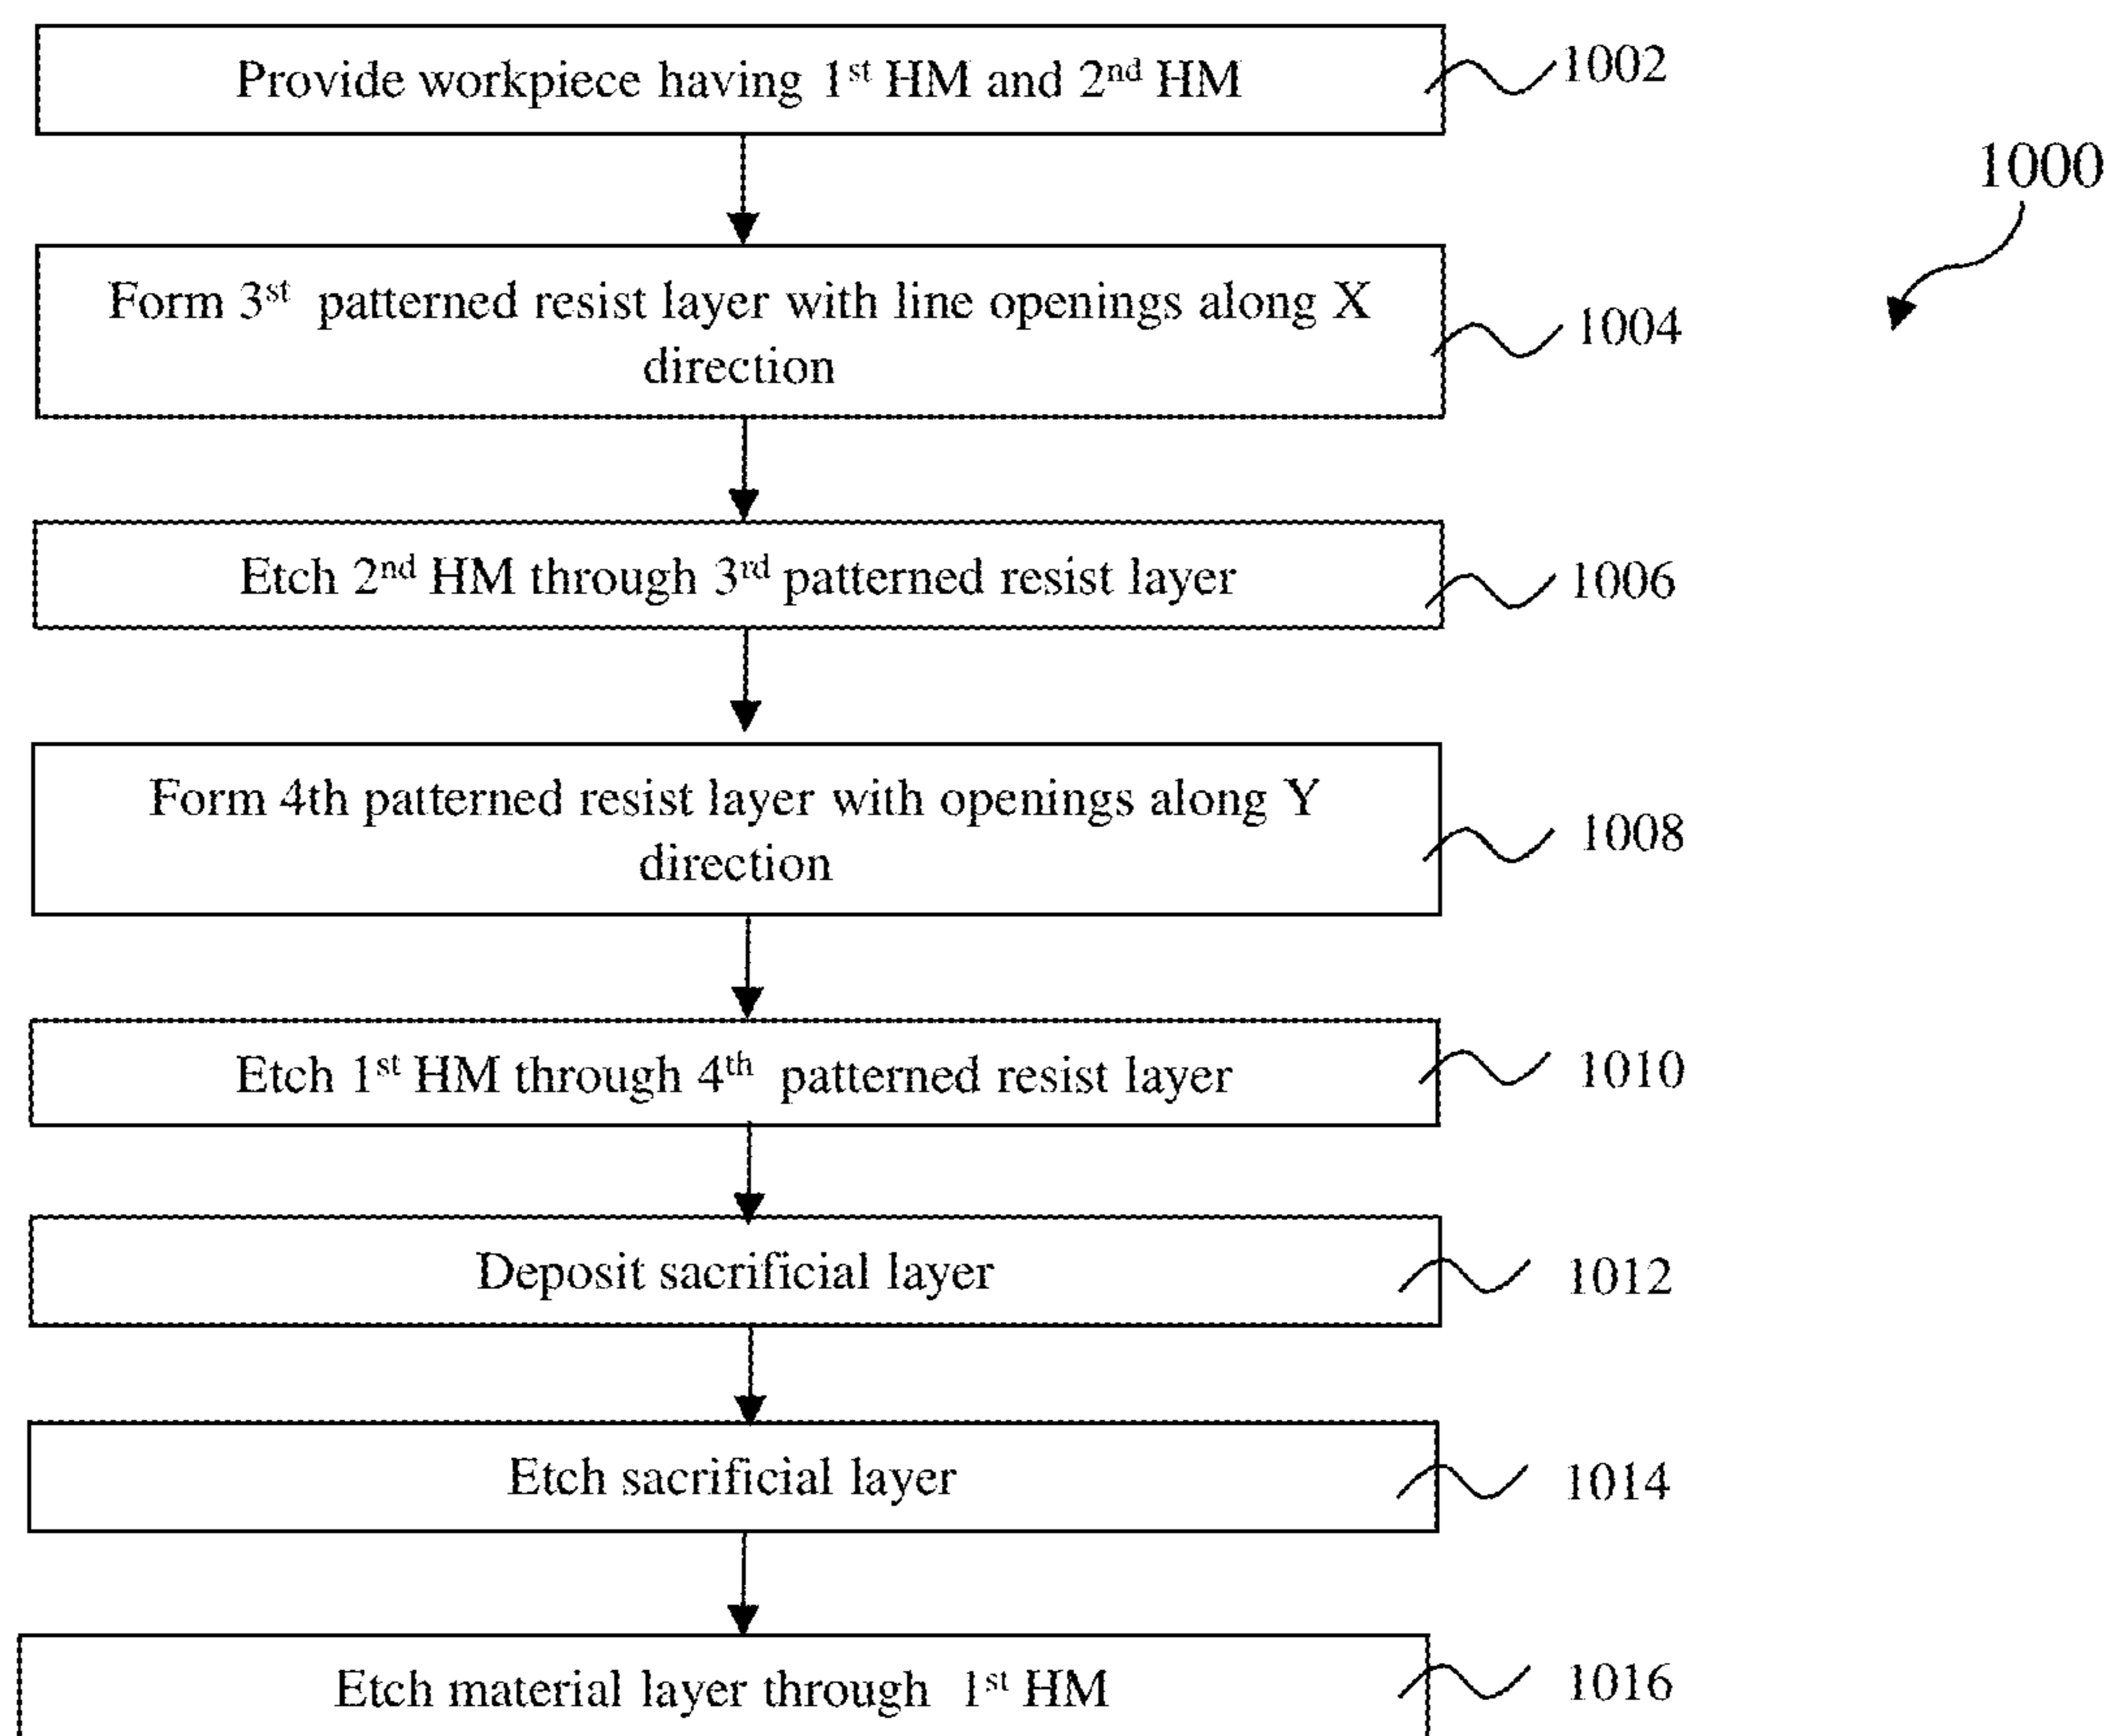 Provide workpiece having 1st HM and 2nd HM
1002
1000
Form 3st patterned resist layer with line openings along X
direction
1004
Etch 2nd HM through 3rd patterned resist layer
1006
Form 4th patterned resist layer with openings along Y
direction
1008
Etch 1st HM through 4th patterned resist layer
1010
Deposit sacrificial layer
1012
Etch sacrificial layer
1014
Etch material layer through 1st HM
1016